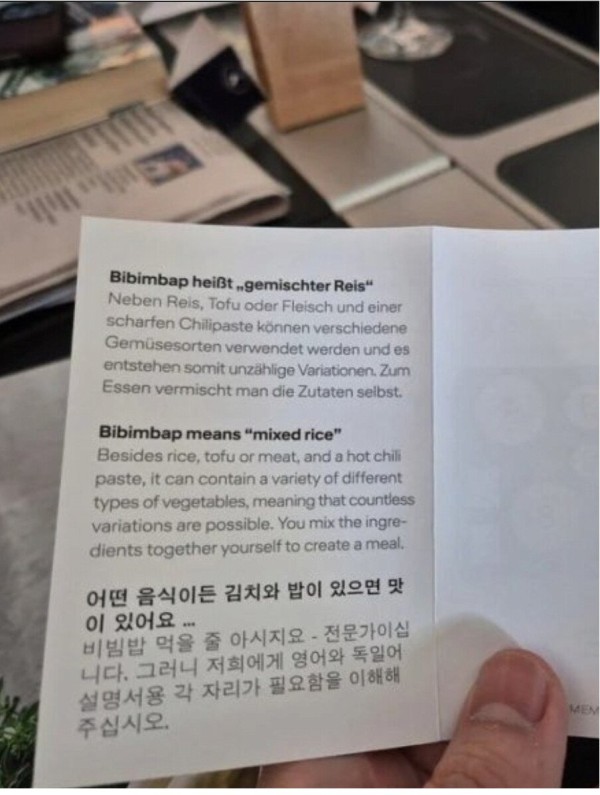 Bibimbap heißt „gemischter Reis“
Neben Reis, Tofu oder Fleisch und einer
scharfen Chilipaste können verschiedene
Gemüsesorten verwendet werden und es
entstehen somit unzählige Variationen. Zum
Essen vermischt man die Zutaten selbst.
Bibimbap means “mixed rice”
Besides rice, tofu or meat, and a hot chili
paste, it can contain a variety of different
types of vegetables, meaning that countless
variations are possible. You mix the ingre-
dients together yourself to create a meal.
어떤 음식이든 김치와 밥이 있으면 맛
이 있어요 ...
비빔밥 먹을 줄 아시지요 - 전문가이십
니다. 그러니 저희에게 영어와 독일어
설명서용 각 자리가 필요함을 이해해
주십시오.
MEM